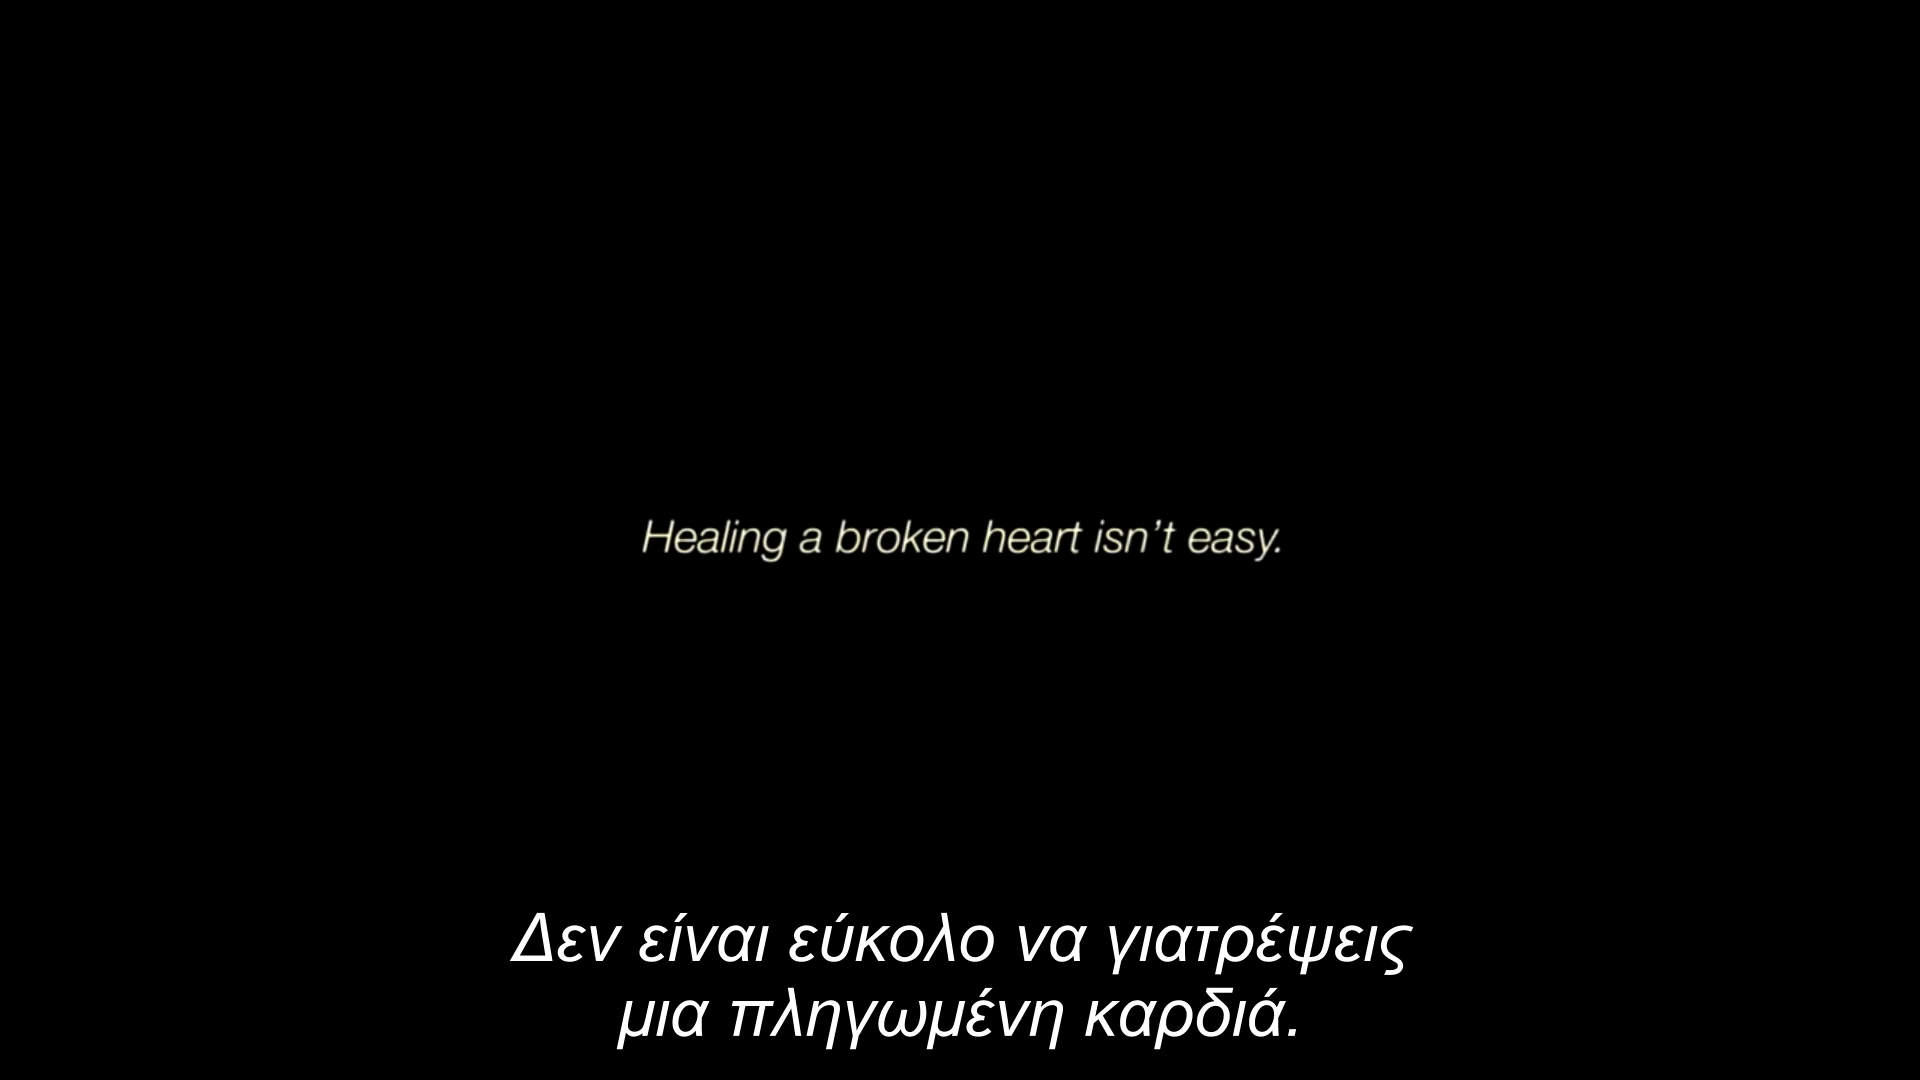 Healing a broken heart isn’t easy.
Δεν είναι εύκολο να γιατρέψεις
μια πληγωμένη καρδιά.